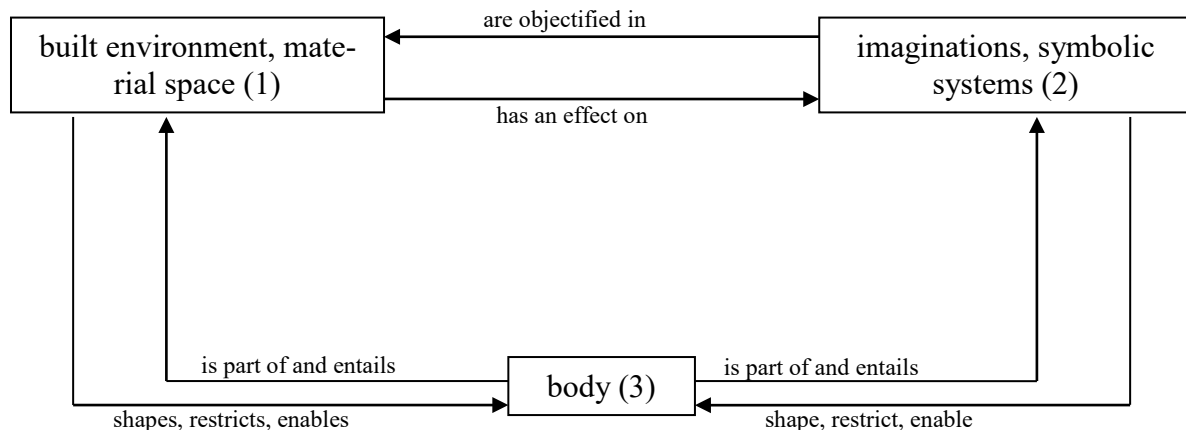 are objectified in
built environment, mate-
rial space (1)
imaginations, symbolic
systems (2)
has an effect on
is part of and entails
body (3)
is part of and entails
shapes, restricts, enables
shape, restrict, enable